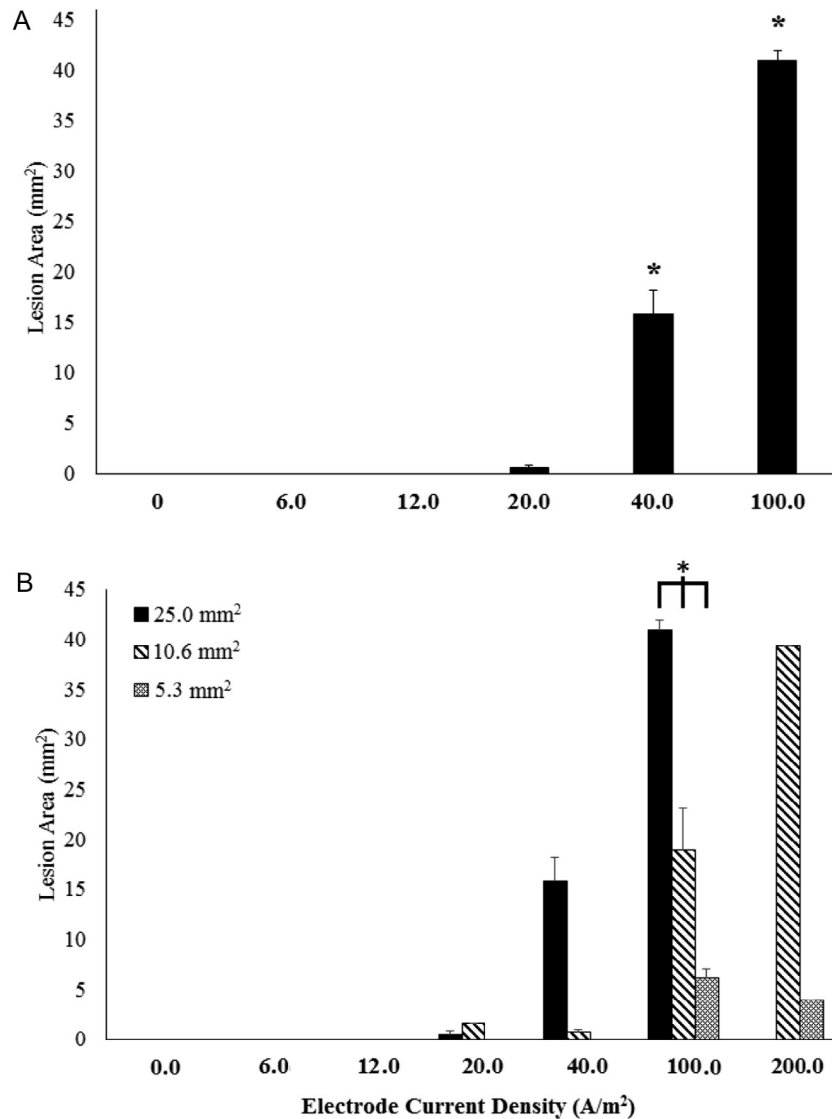 A
Lesion Area (mm²)
45
40
35
30
25
20
15
10
5
0
*
*
0 6.0 12.0 20.0 40.0 100.0
B
Lesion Area (mm²)
45
40
35
30
25
20
15
10
5
0
25.0 mm²
10.6 mm²
5.3 mm²
*
0.0 6.0 12.0 20.0 40.0 100.0 200.0
Electrode Current Density (A/m²)